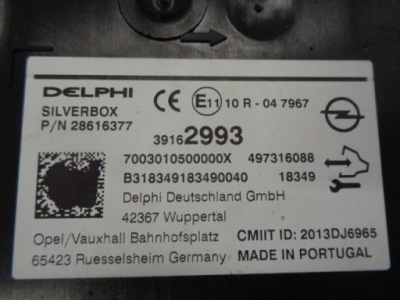 DELPHI
SILVERBOX
P/N 28616377
CE E11 10 R - 04 7967
39162993
7003010500000X 497316088
B318349183490040 18349
Delphi Deutschland GmbH
42367 Wuppertal
Opel/Vauxhall Bahnhofsplatz CMIIT ID: 2013DJ6965
65423 Ruesselsheim Germany MADE IN PORTUGAL